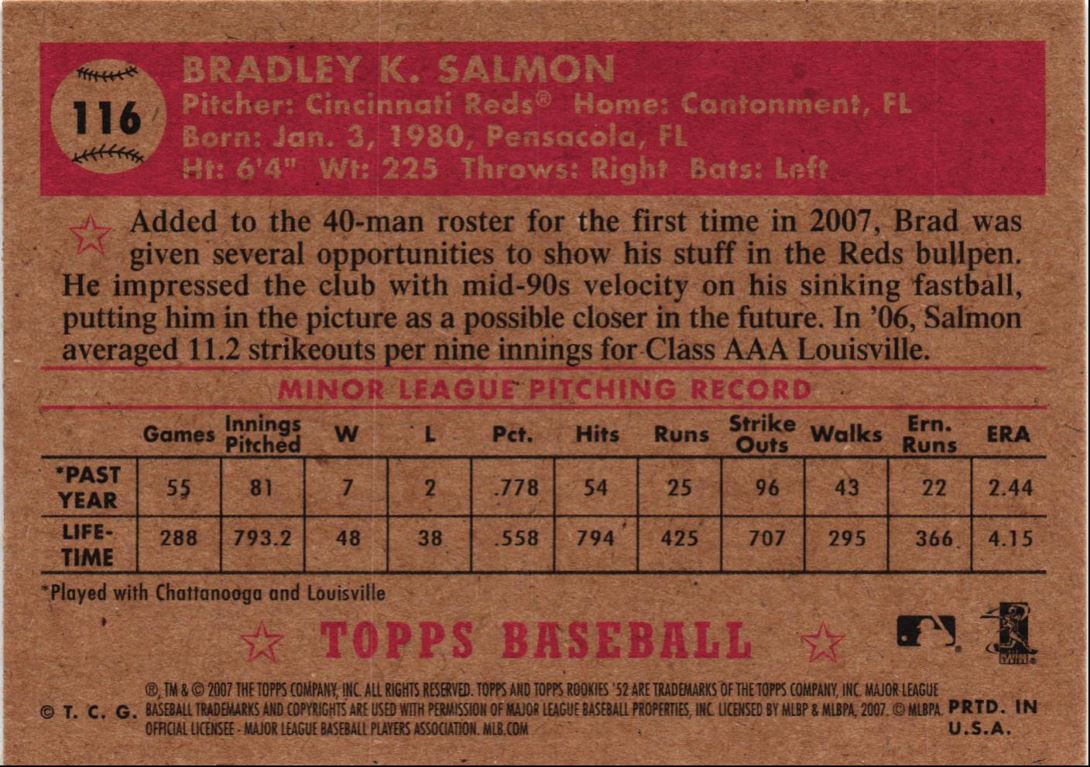 116
BRADLEY K. SALMON
Pitcher: Cincinnati Reds® Home: Cantonment, FL
Born: Jan. 3, 1980, Pensacola, FL
Ht: 6'4" Wt: 225 Throws: Right Bats: Left
Added to the 40-man roster for the first time in 2007, Brad was
given several opportunities to show his stuff in the Reds bullpen.
He impressed the club with mid-90s velocity on his sinking fastball,
putting him in the picture as a possible closer in the future. In ’06, Salmon
averaged 11.2 strikeouts per nine innings for Class AAA Louisville.
MINOR LEAGUE PITCHING RECORD
Games Innings Pitched W L Pct. Hits Runs Strike Outs Walks Ern. Runs ERA
*PAST YEAR 55 81 7 2 .778 54 25 96 43 22 2.44
LIFE-TIME 288 793.2 48 38 .558 794 425 707 295 366 4.15
*Played with Chattanooga and Louisville
TOPPS BASEBALL
®, TM & © 2007 THE TOPPS COMPANY, INC. ALL RIGHTS RESERVED. TOPPS AND TOPPS ROOKIES '52 ARE TRADEMARKS OF THE TOPPS COMPANY, INC. MAJOR LEAGUE
© T. C. G. BASEBALL TRADEMARKS AND COPYRIGHTS ARE USED WITH PERMISSION OF MAJOR LEAGUE BASEBALL PROPERTIES, INC. LICENSED BY MLBP & MLBPA, 2007. © MLBPA PRTD. IN
OFFICIAL LICENSEE - MAJOR LEAGUE BASEBALL PLAYERS ASSOCIATION. MLB.COM U.S.A.